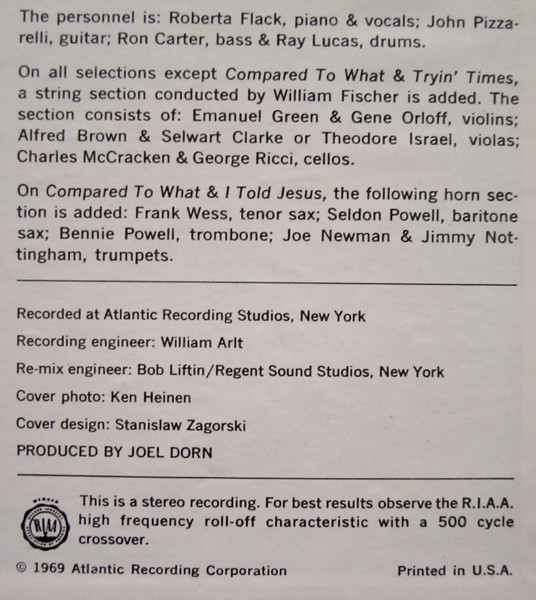 The personnel is: Roberta Flack, piano & vocals; John Pizza-
relli, guitar; Ron Carter, bass & Ray Lucas, drums.
On all selections except Compared To What & Tryin' Times,
a string section conducted by William Fischer is added. The
section consists of: Emanuel Green & Gene Orloff, violins;
Alfred Brown & Selwart Clarke or Theodore Israel, violas;
Charles McCracken & George Ricci, cellos.
On Compared To What & I Told Jesus, the following horn sec-
tion is added: Frank Wess, tenor sax; Seldon Powell, baritone
sax; Bennie Powell, trombone; Joe Newman & Jimmy Not-
tingham, trumpets.
Recorded at Atlantic Recording Studios, New York
Recording engineer: William Arlt
Re-mix engineer: Bob Liftin/Regent Sound Studios, New York
Cover photo: Ken Heinen
Cover design: Stanislaw Zagorski
PRODUCED BY JOEL DORN
MEMBER
RIAA
This is a stereo recording. For best results observe the R.I.A.A.
high frequency roll-off characteristic with a 500 cycle
crossover.
© 1969 Atlantic Recording Corporation Printed in U.S.A.